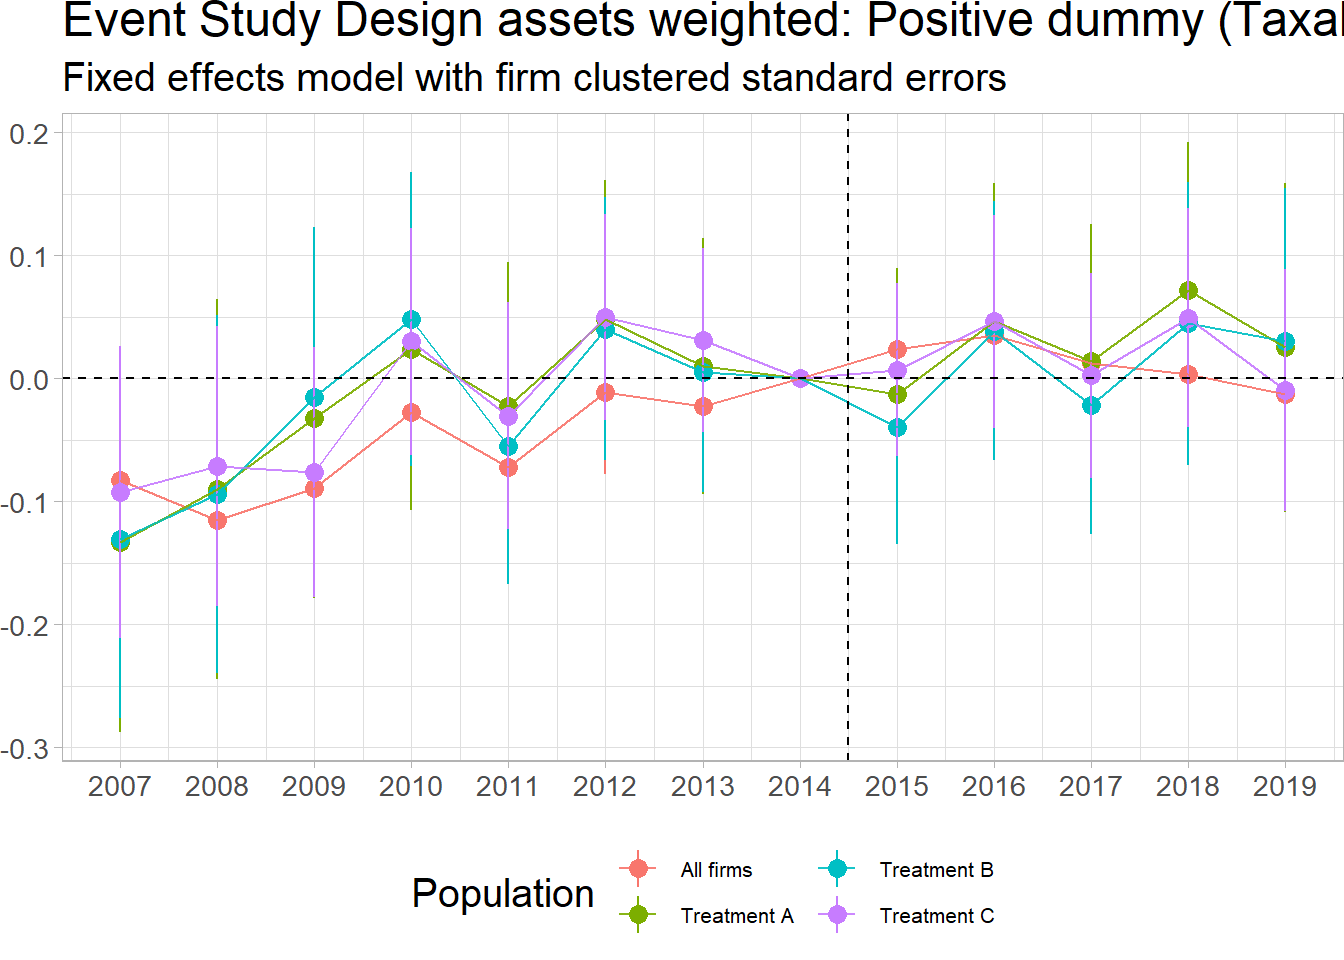 Event Study Design assets weighted: Positive dummy
Fixed effects model with firm clustered standard errors
0.2
0.1
0.0
-0.1
-0.2
-0.3
2007 2008 2009 2010 2011 2012 2013 2014 2015 2016 2017 2018 2019
Population
All firms
Treatment A
Treatment B
Treatment C